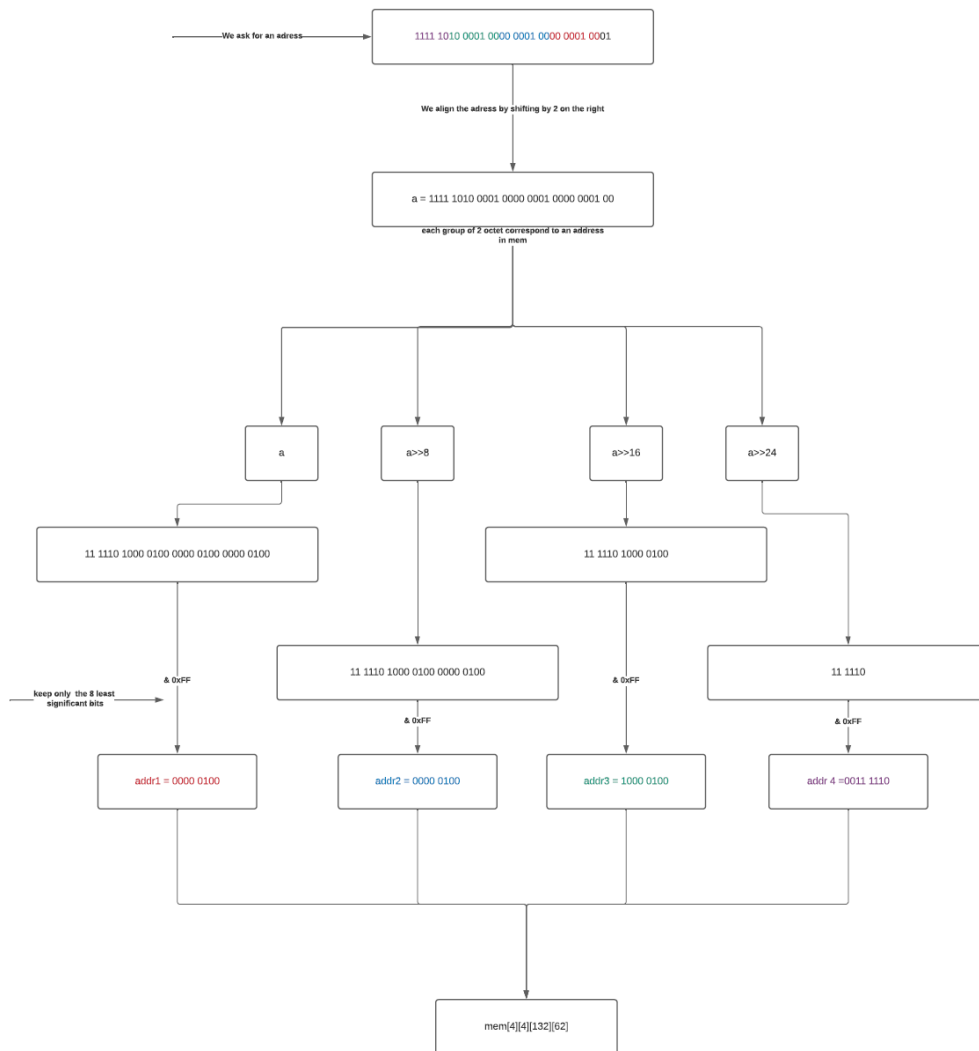 We ask for an adress
1111 1010 0001 0000 0001 0000 0001 0001
We align the adress by shifting by 2 on the right
a = 1111 1010 0001 0000 0001 0000 0001 00
each group of 2 octet correspond to an address
in mem
a
a>>8
a>>16
a>>24
11 1110 1000 0100 0000 0100 0000 0100
11 1110 1000 0100
11 1110 1000 0100 0000 0100
11 1110
& 0xFF
& 0xFF
keep only the 8 least
significant bits
& 0xFF
& 0xFF
addr1 = 0000 0100
addr2 = 0000 0100
addr3 = 1000 0100
addr 4 =0011 1110
mem[4][4][132][62]